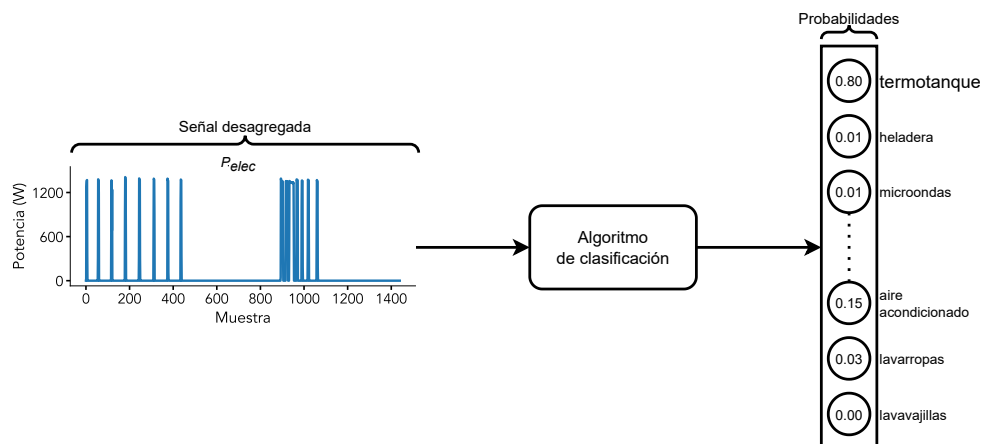 Probabilidades
0.80 termotanque
Señal desagregada
0.01 heladera
P_elec
0.01 microondas
Potencia (W)
1200
600
0
0 200 400 600 800 1000 1200 1400
Muestra
Algoritmo
de clasificación
0.15 aire
acondicionado
0.03 lavarropas
0.00 lavavajillas